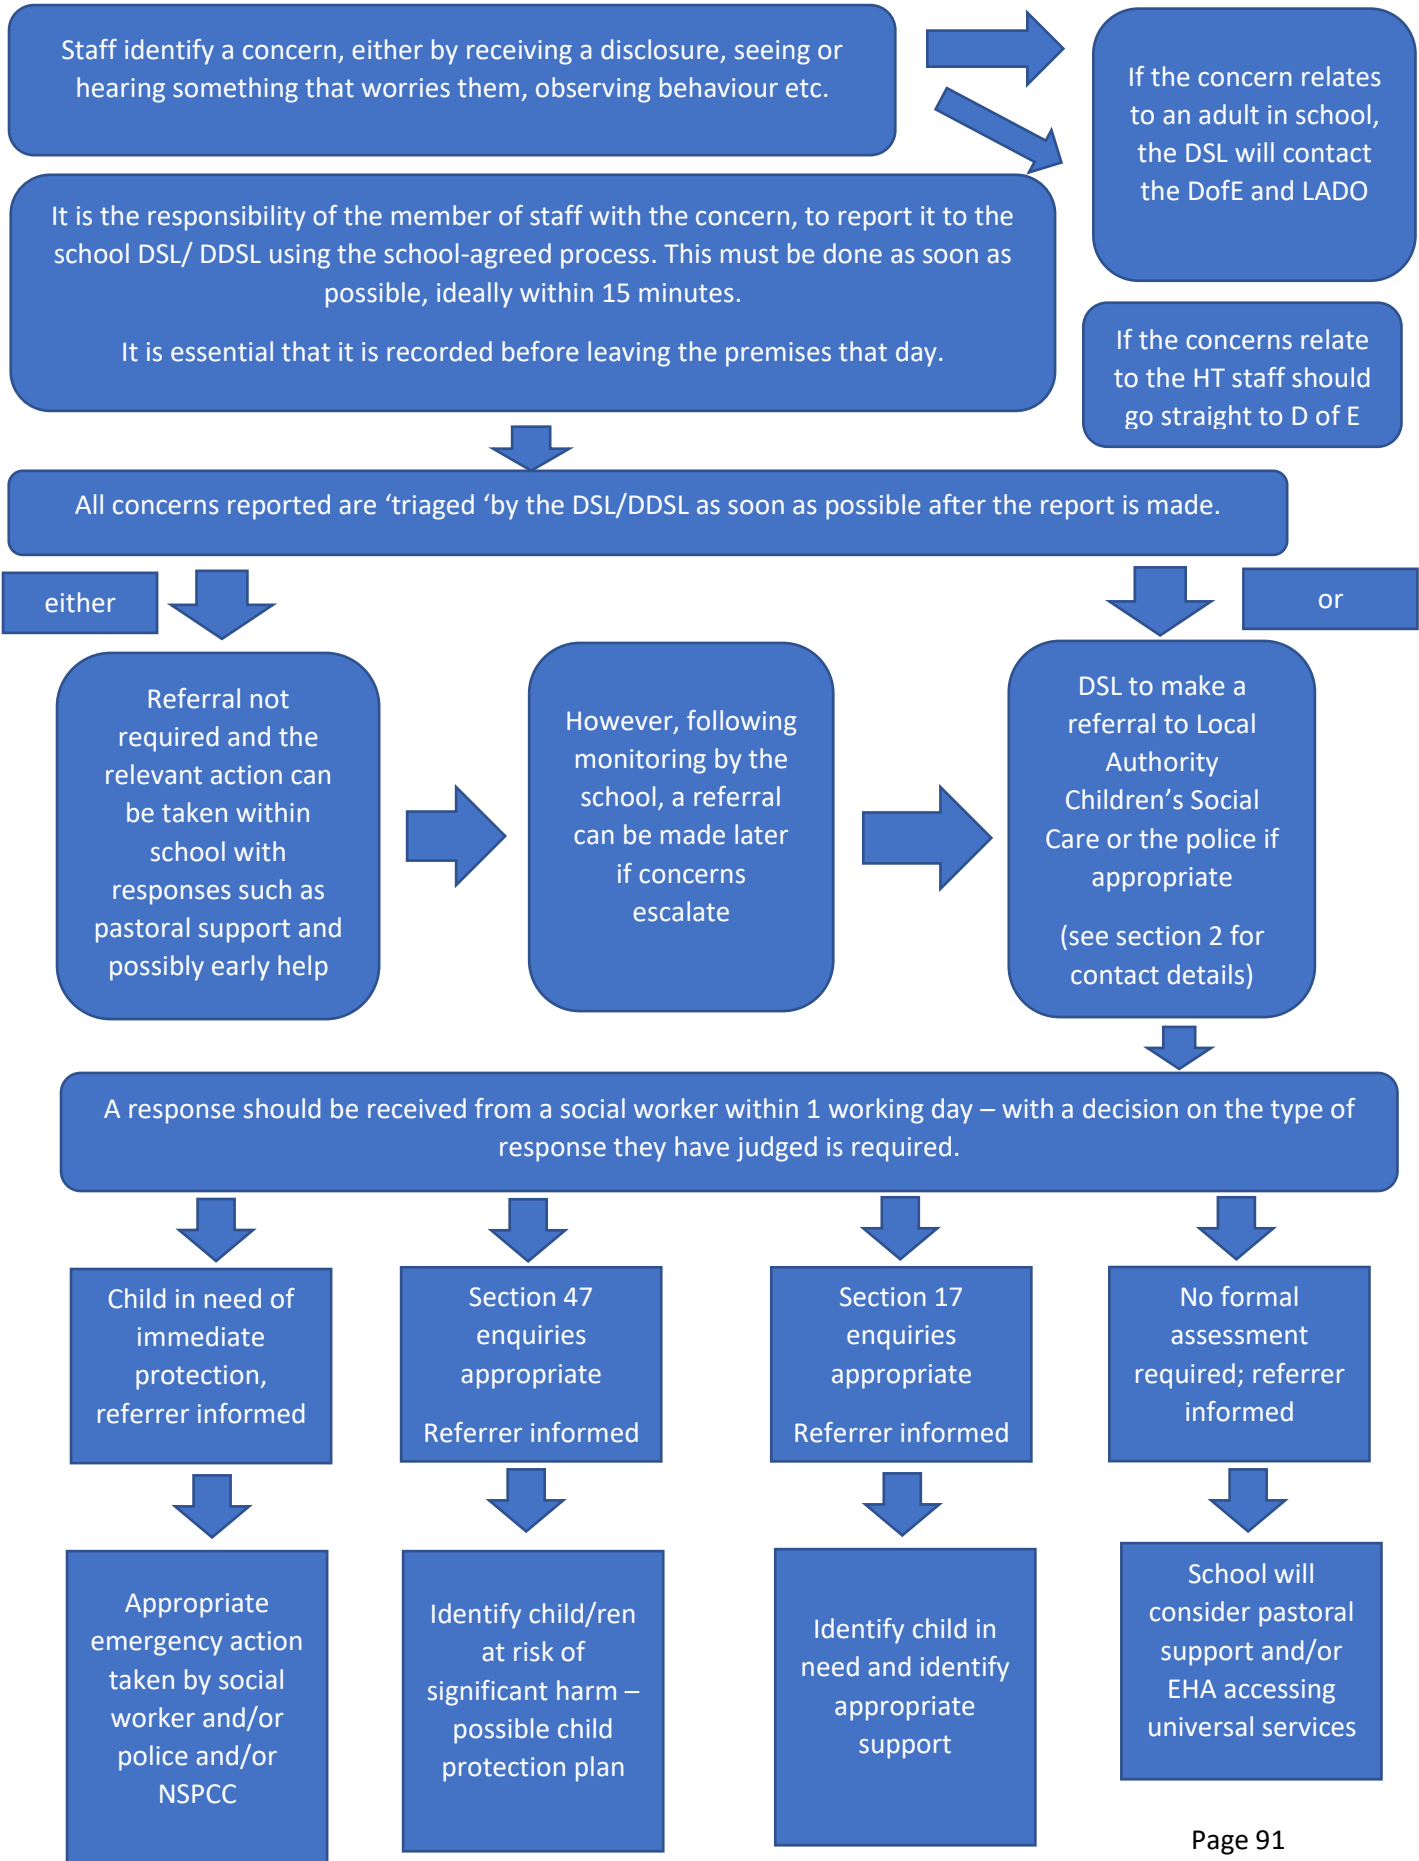 Staff identify a concern, either by receiving a disclosure, seeing or
hearing something that worries them, observing behaviour etc.
If the concern relates
to an adult in school,
the DSL will contact
the DofE and LADO
It is the responsibility of the member of staff with the concern, to report it to the
school DSL/ DDSL using the school-agreed process. This must be done as soon as
possible, ideally within 15 minutes.
It is essential that it is recorded before leaving the premises that day.
If the concerns relate
to the HT staff should
go straight to D of E
All concerns reported are ‘triaged ‘by the DSL/DDSL as soon as possible after the report is made.
either
or
Referral not
required and the
relevant action can
be taken within
school with
responses such as
pastoral support and
possibly early help
However, following
monitoring by the
school, a referral
can be made later
if concerns
escalate
DSL to make a
referral to Local
Authority
Children’s Social
Care or the police if
appropriate
(see section 2 for
contact details)
A response should be received from a social worker within 1 working day – with a decision on the type of
response they have judged is required.
Child in need of
immediate
protection,
referrer informed
Section 47
enquiries
appropriate
Referrer informed
Section 17
enquiries
appropriate
Referrer informed
No formal
assessment
required; referrer
informed
Appropriate
emergency action
taken by social
worker and/or
police and/or
NSPCC
Identify child/ren
at risk of
significant harm –
possible child
protection plan
Identify child in
need and identify
appropriate
support
School will
consider pastoral
support and/or
EHA accessing
universal services
Page 91